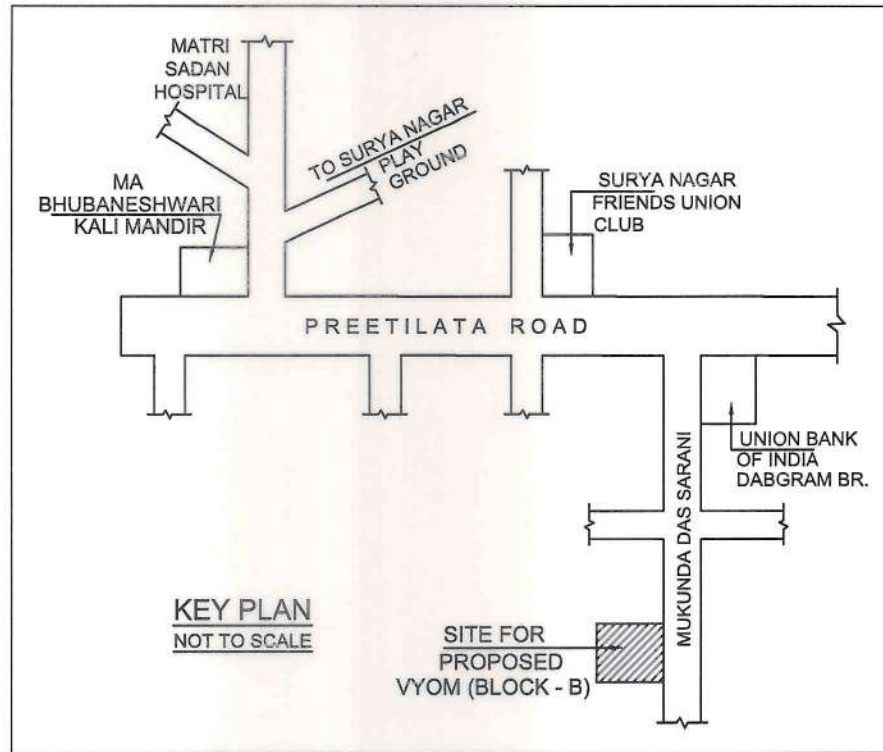 MATRI
SADAN
HOSPITAL
TO SURYA NAGAR
PLAY
GROUND
MA
BHUBANESHWARI
KALI MANDIR
SURYA NAGAR
FRIENDS UNION
CLUB
PREETILATA ROAD
UNION BANK
OF INDIA
DABGRAM BR.
MUKUNDA DAS SARANI
KEY PLAN
NOT TO SCALE
SITE FOR
PROPOSED
VYOM (BLOCK - B)